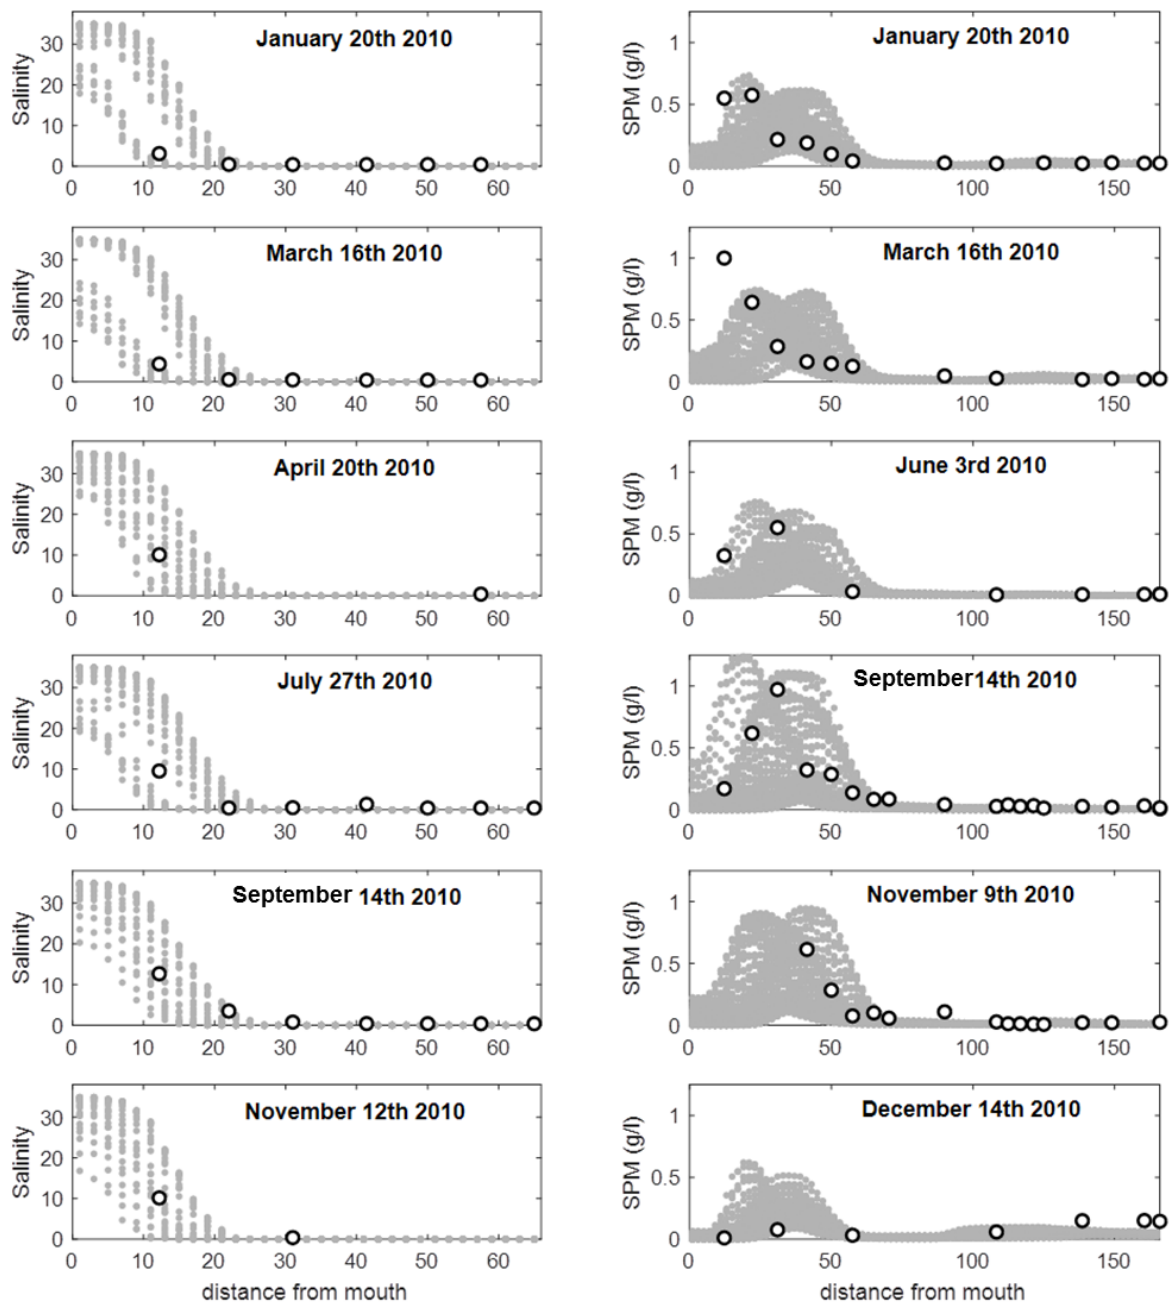 January 20th 2010
Salinity
30
20
10
0
0 10 20 30 40 50 60
January 20th 2010
SPM (g/l)
1
0.5
0
0 50 100 150
March 16th 2010
Salinity
30
20
10
0
0 10 20 30 40 50 60
March 16th 2010
SPM (g/l)
1
0.5
0
0 50 100 150
April 20th 2010
Salinity
30
20
10
0
0 10 20 30 40 50 60
June 3rd 2010
SPM (g/l)
1
0.5
0
0 50 100 150
July 27th 2010
Salinity
30
20
10
0
0 10 20 30 40 50 60
September 14th 2010
SPM (g/l)
1
0.5
0
0 50 100 150
September 14th 2010
Salinity
30
20
10
0
0 10 20 30 40 50 60
November 9th 2010
SPM (g/l)
1
0.5
0
0 50 100 150
November 12th 2010
Salinity
30
20
10
0
0 10 20 30 40 50 60
distance from mouth
December 14th 2010
SPM (g/l)
1
0.5
0
0 50 100 150
distance from mouth